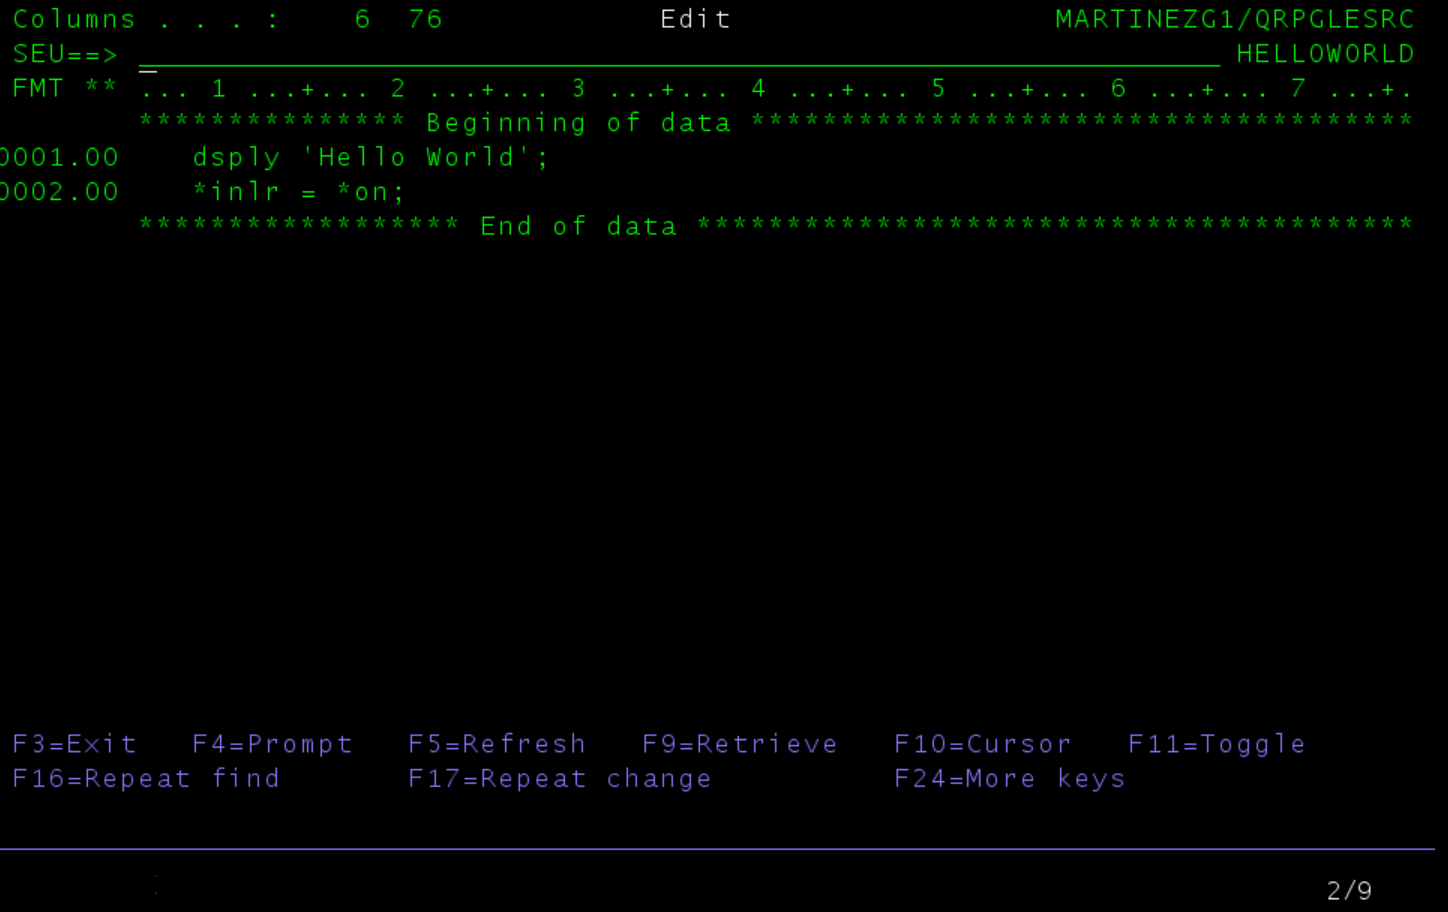 Columns . . . :    6  76            Edit                  MARTINEZG1/QRPGLESRC
SEU==>                                                              HELLOWORLD
FMT ** ... 1 ...+... 2 ...+... 3 ...+... 4 ...+... 5 ...+... 6 ...+... 7 ...+.
*************** Beginning of data *************************************
0001.00    dsply 'Hello World';
0002.00    *inlr = *on;
****************** End of data ****************************************
F3=Exit   F4=Prompt   F5=Refresh   F9=Retrieve   F10=Cursor   F11=Toggle
F16=Repeat find       F17=Repeat change          F24=More keys
2/9